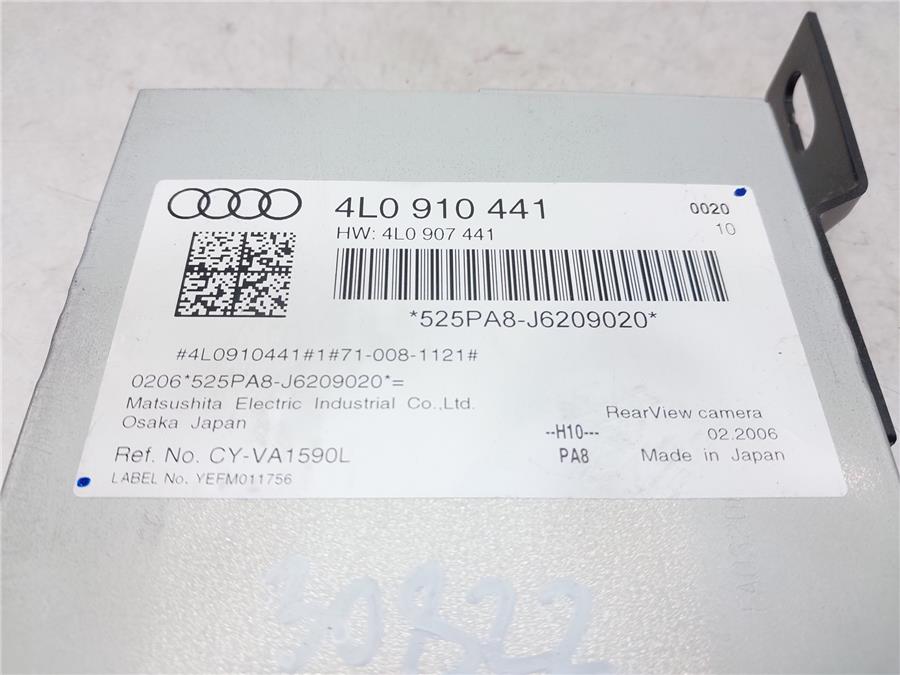 4L0 910 441
0020
HW: 4L0 907 441
10
*525PA8-J6209020*
#4L0910441#1#71-008-1121#
0206*525PA8-J6209020*=
Matsushita Electric Industrial Co.,Ltd.
Osaka Japan
RearView camera
--H10---
02.2006
Ref. No. CY-VA1590L
PA8
Made in Japan
LABEL No. YEFM011756
30822